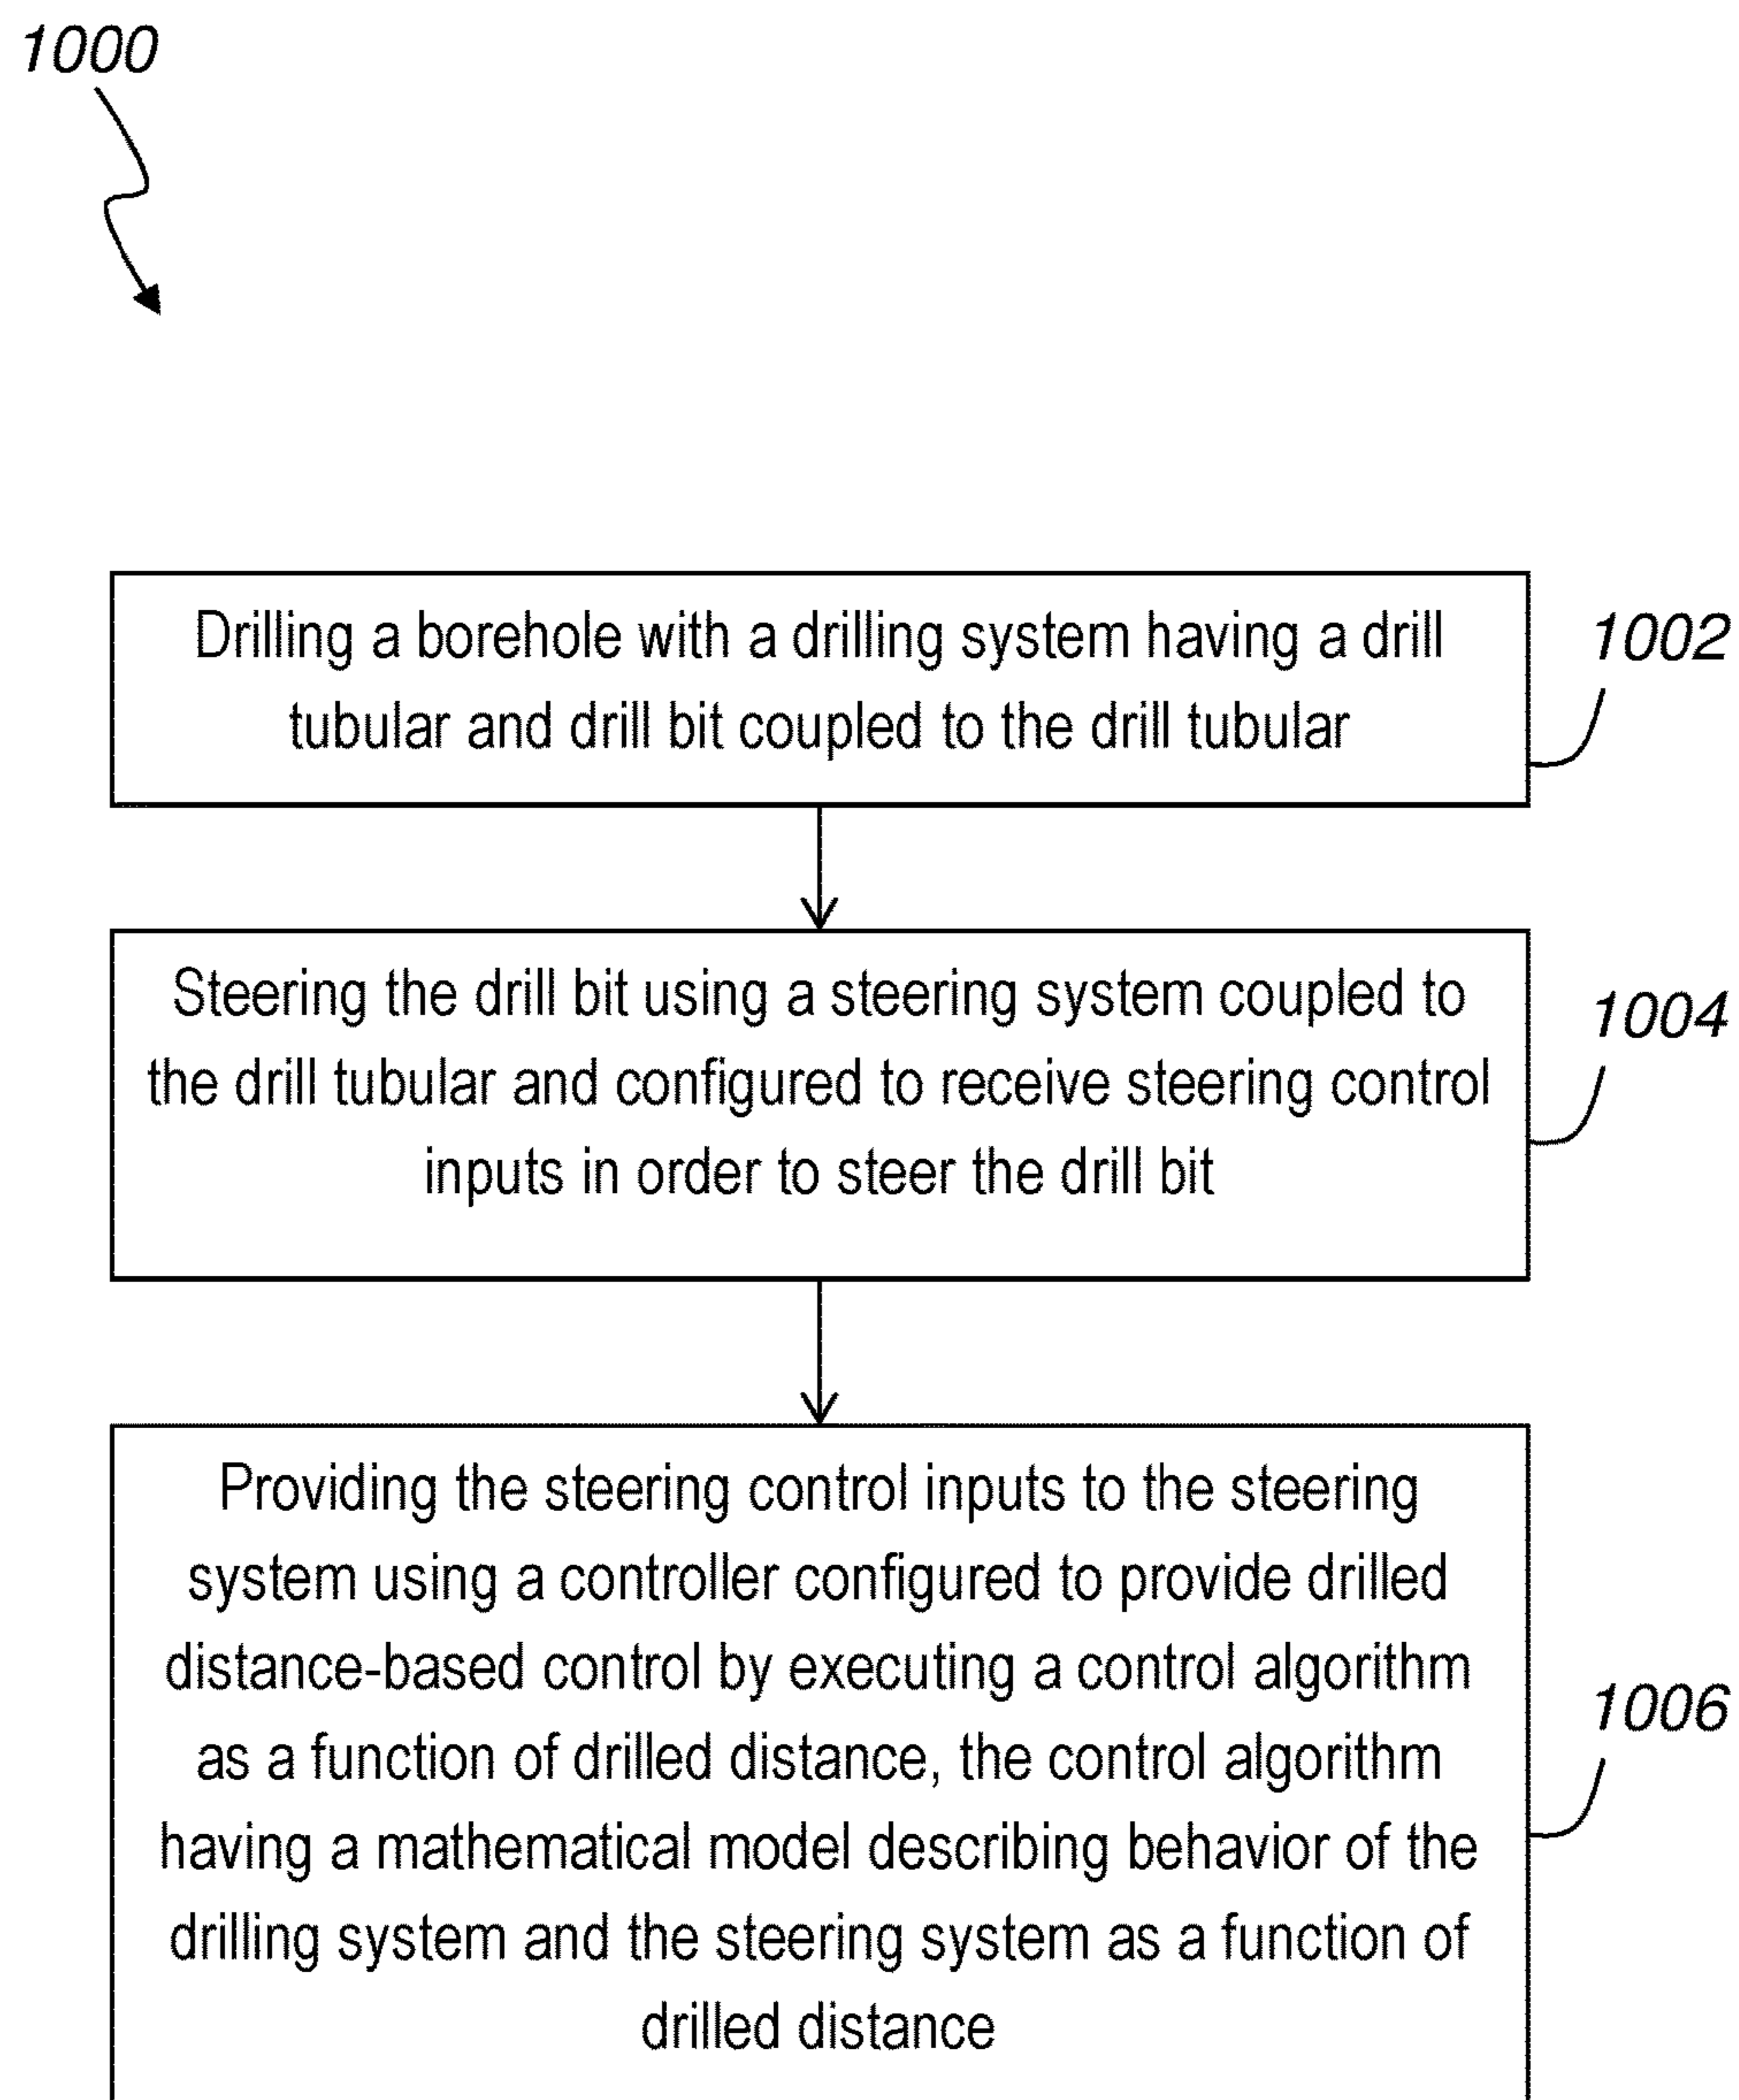 1000
Drilling a borehole with a drilling system having a drill
tubular and drill bit coupled to the drill tubular
1002
Steering the drill bit using a steering system coupled to
the drill tubular and configured to receive steering control
inputs in order to steer the drill bit
1004
Providing the steering control inputs to the steering
system using a controller configured to provide drilled
distance-based control by executing a control algorithm
as a function of drilled distance, the control algorithm
having a mathematical model describing behavior of the
drilling system and the steering system as a function of
drilled distance
1006